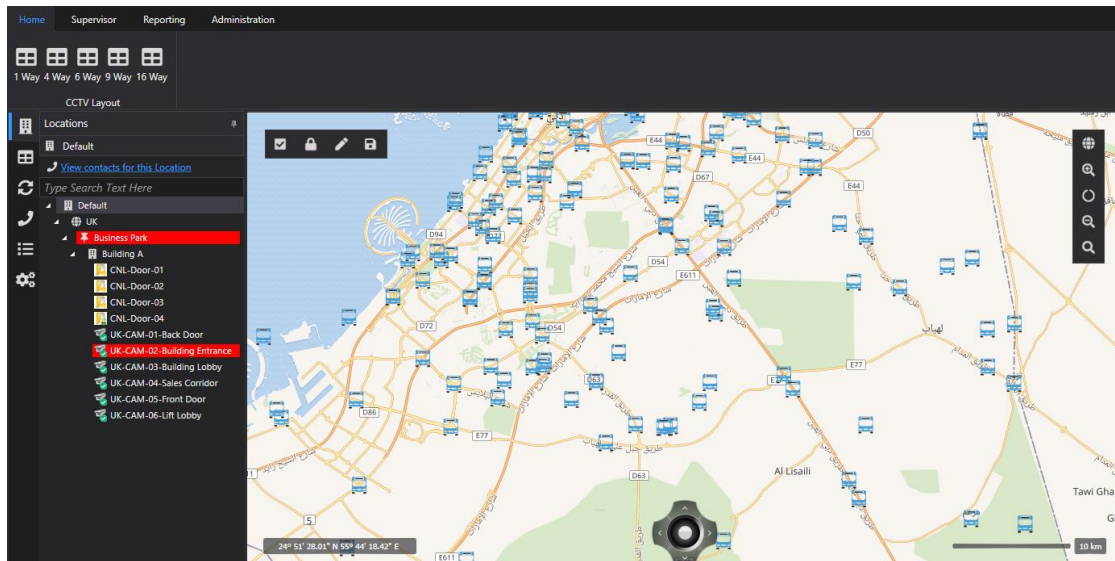 Home Supervisor Reporting Administration
1 Way 4 Way 6 Way 9 Way 16 Way
CCTV Layout
Locations
Default
View contacts for this Location
Type Search Text Here
Default
UK
Business Park
Building A
CNL-Door-01
CNL-Door-02
CNL-Door-03
CNL-Door-04
UK-CAM-01-Back Door
UK-CAM-02-Building Entrance
UK-CAM-03-Building Lobby
UK-CAM-04-Sales Corridor
UK-CAM-05-Front Door
UK-CAM-06-Lift Lobby
دبي
E44
D50
E44
D67
E44
D94
D54
E611
D72
D54
لهباب
E77
D63
D86
E77
D63
Al Lisaili
Tawi Gha
5
E611
24º 51' 28.01" N 55º 44' 18.42" E
10 km